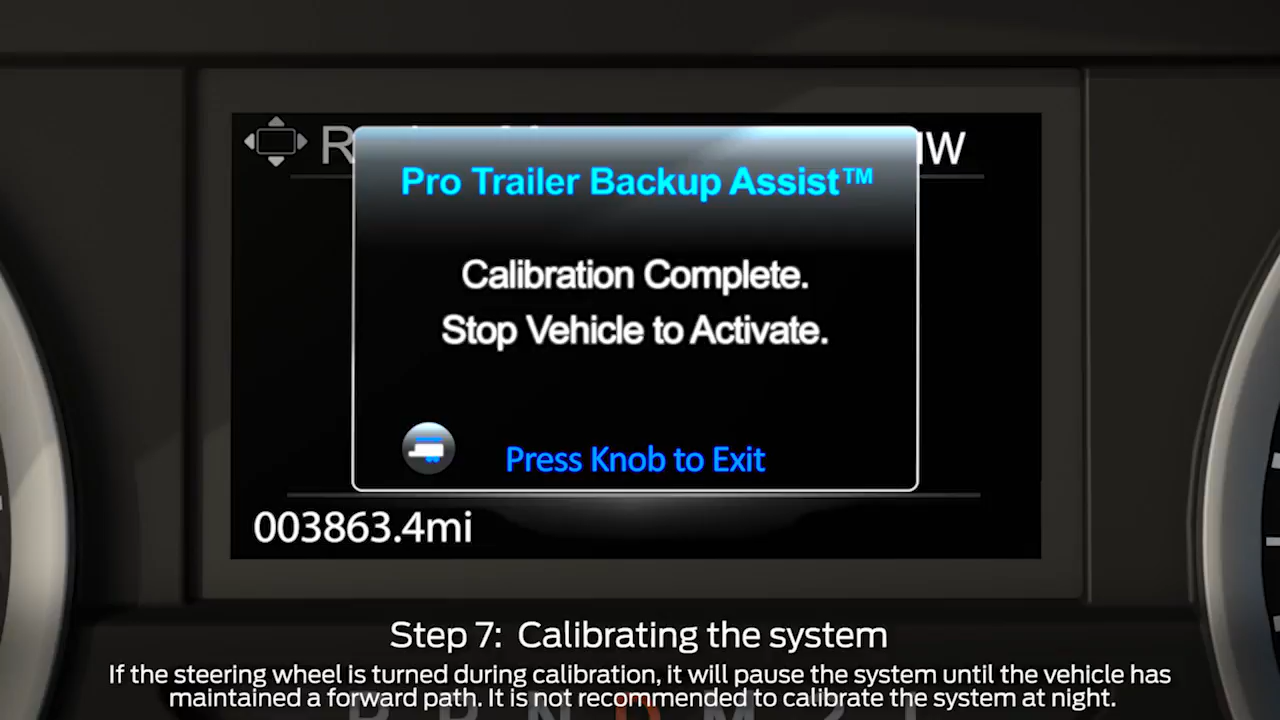 Pro Trailer Backup Assist™
Calibration Complete.
Stop Vehicle to Activate.
Press Knob to Exit
003863.4mi
Step 7: Calibrating the system
If the steering wheel is turned during calibration, it will pause the system until the vehicle has
maintained a forward path. It is not recommended to calibrate the system at night.